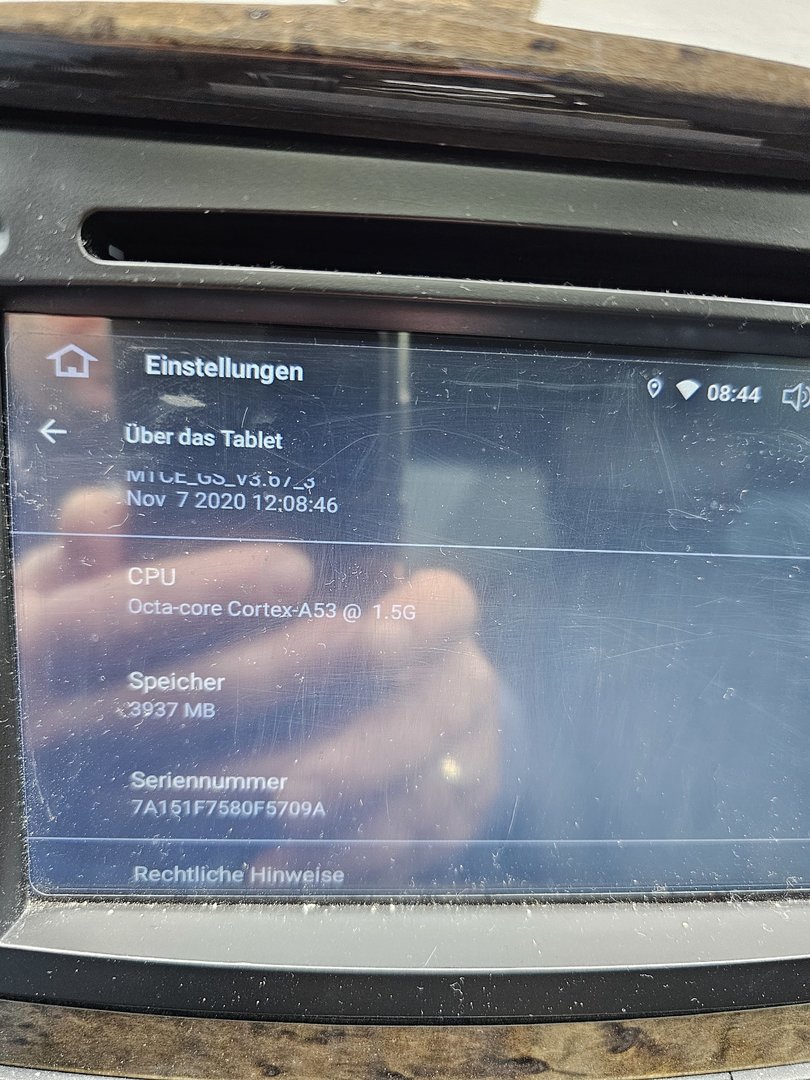 Einstellungen
08:44
Über das Tablet
MTCE_GS_V3.67_3
Nov 7 2020 12:08:46
CPU
Octa-core Cortex-A53 @ 1.5G
Speicher
3937 MB
Seriennummer
7A151F7580F5709A
Rechtliche Hinweise